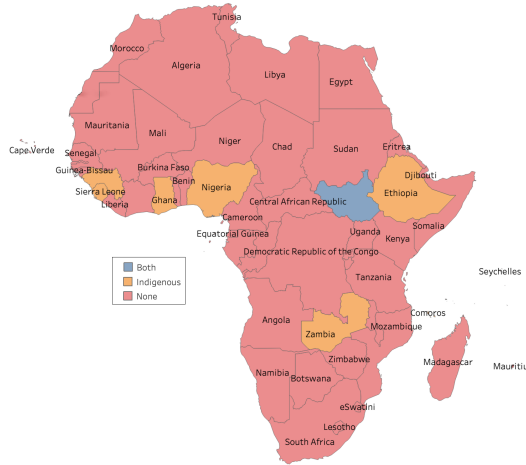 Tunisia
Morocco
Algeria
Libya
Egypt
Mauritania
Mali
Niger
Chad
Sudan
Eritrea
Cape Verde
Senegal
Guinea-Bissau
Burkina Faso
Benin
Djibouti
Sierra Leone
Nigeria
Ethiopia
Liberia
Ghana
Central African Republic
Cameroon
Somalia
Equatorial Guinea
Uganda
Kenya
Democratic Republic of the Congo
Both
Indigenous
None
Seychelles
Tanzania
Comoros
Angola
Mozambique
Zambia
Zimbabwe
Madagascar
Mauritiu
Namibia
Botswana
eSwatini
Lesotho
South Africa